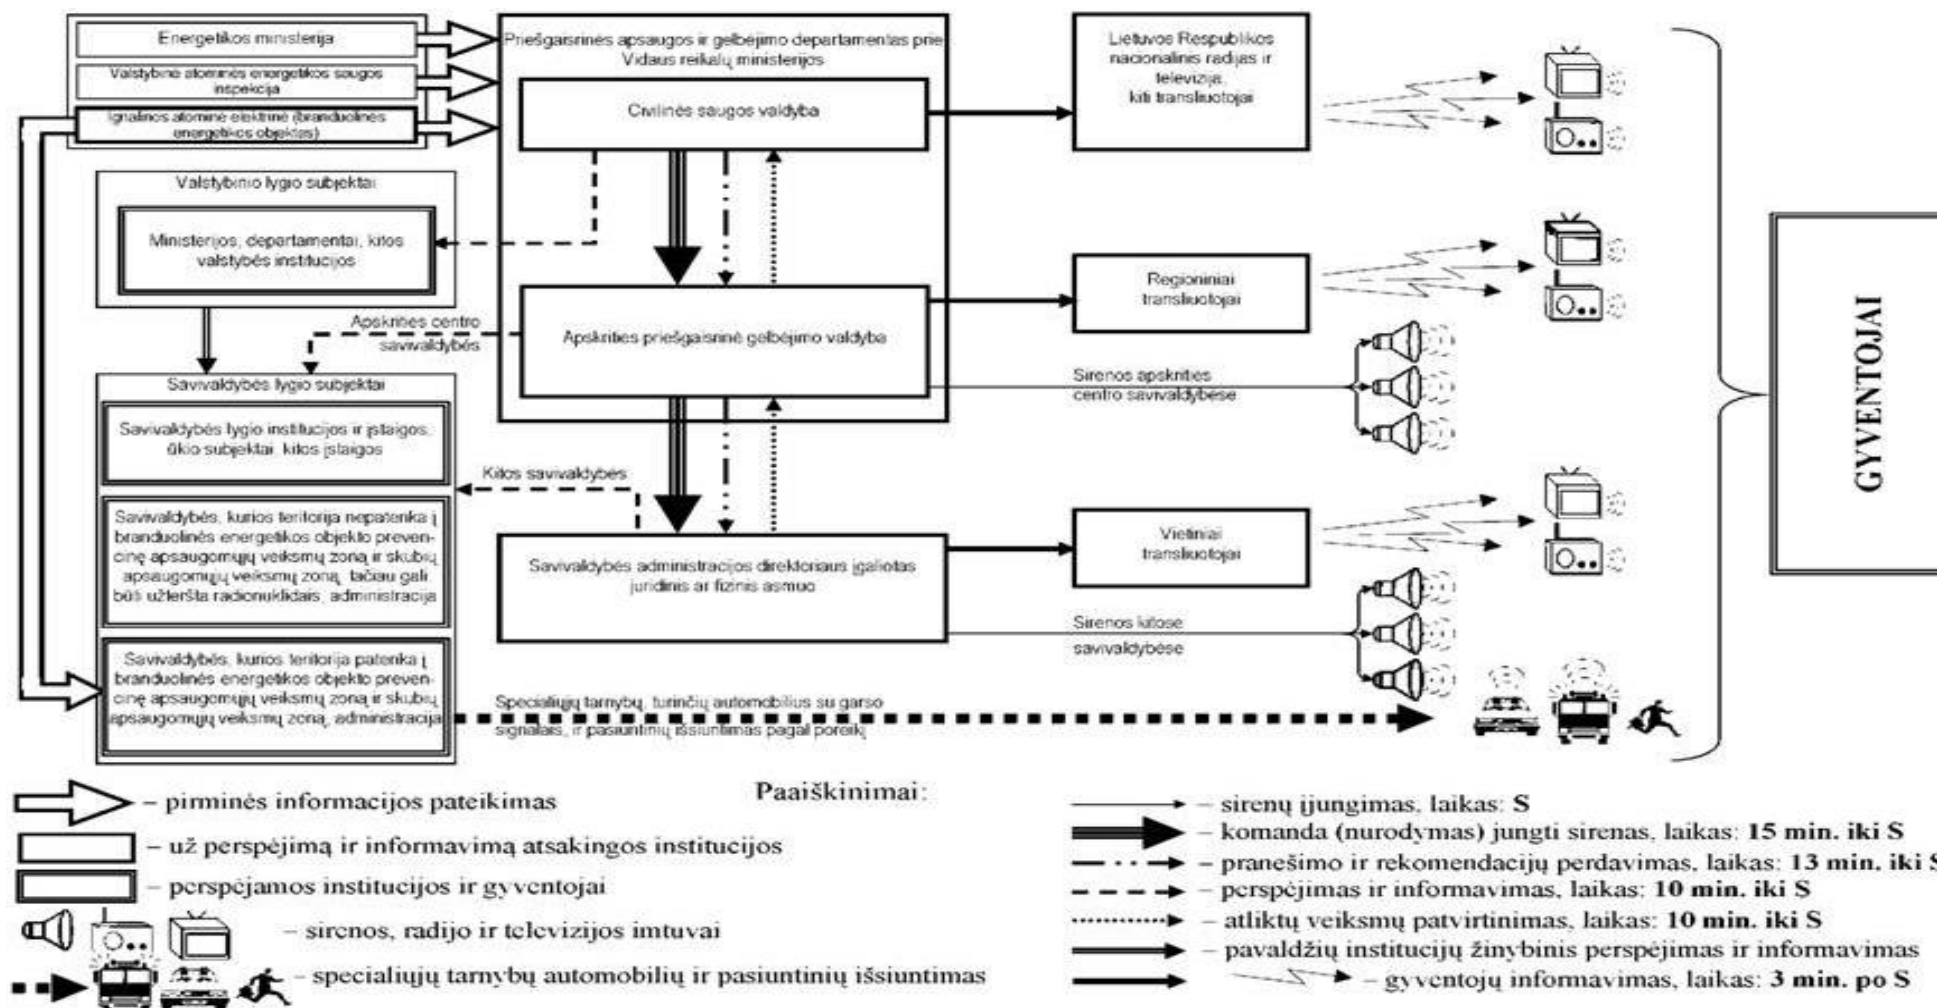 Energetikos ministerija
Valstybinė atominės energetikos saugos
inspekcija
Ignalinos atominė elektrinė (branduolinės
energetikos objektas)
Priešgaisrinės apsaugos ir gelbėjimo departamentas prie
Vidaus reikalų ministerijos
Civilinės saugos valdyba
Lietuvos Respublikos
nacionalinis radijas ir
televizija,
kiti transliuotojai
Valstybinio lygio subjektai
Ministerijos, departamentai, kitos
valstybės institucijos
Apskrities centro
savivaldybės
Apskrities priešgaisrinė gelbėjimo valdyba
Regioniniai
transliuotojai
Sirenos apskrities
centro savivaldybėse
Savivaldybės lygio subjektai
Savivaldybės lygio institucijos ir įstaigos,
ūkio subjektai, kitos įstaigos
Kitos savivaldybės
Savivaldybės, kurios teritorija nepatenka į
branduolinės energetikos objekto preven-
cinę apsaugomųjų veiksmų zoną ir skubių
apsaugomųjų veiksmų zoną, tačiau gali
būti užteršta radionuklidais, administracija
Savivaldybės administracijos direktoriaus įgaliotas
juridinis ar fizinis asmuo
Vietiniai
transliuotojai
Sirenos kitose
savivaldybėse
Savivaldybės, kurios teritorija patenka į
branduolinės energetikos objekto preven-
cinę apsaugomųjų veiksmų zoną ir skubių
apsaugomųjų veiksmų zoną, administracija
Specialiųjų tarnybų, turinčių automobilius su garso
signalais, ir pasiuntinių išsiuntimas pagal poreikį
GYVENTOJAI
Paaiškinimai:
– pirminės informacijos pateikimas
– už perspėjimą ir informavimą atsakingos institucijos
– perspėjamos institucijos ir gyventojai
– sirenos, radijo ir televizijos imtuvai
– specialiųjų tarnybų automobilių ir pasiuntinių išsiuntimas
– sirenų įjungimas, laikas: S
– komanda (nurodymas) jungti sirenas, laikas: 15 min. iki S
– pranešimo ir rekomendacijų perdavimas, laikas: 13 min. iki S
– perspėjimas ir informavimas, laikas: 10 min. iki S
– atliktų veiksmų patvirtinimas, laikas: 10 min. iki S
– pavaldžių institucijų žinybinis perspėjimas ir informavimas
– gyventojų informavimas, laikas: 3 min. po S